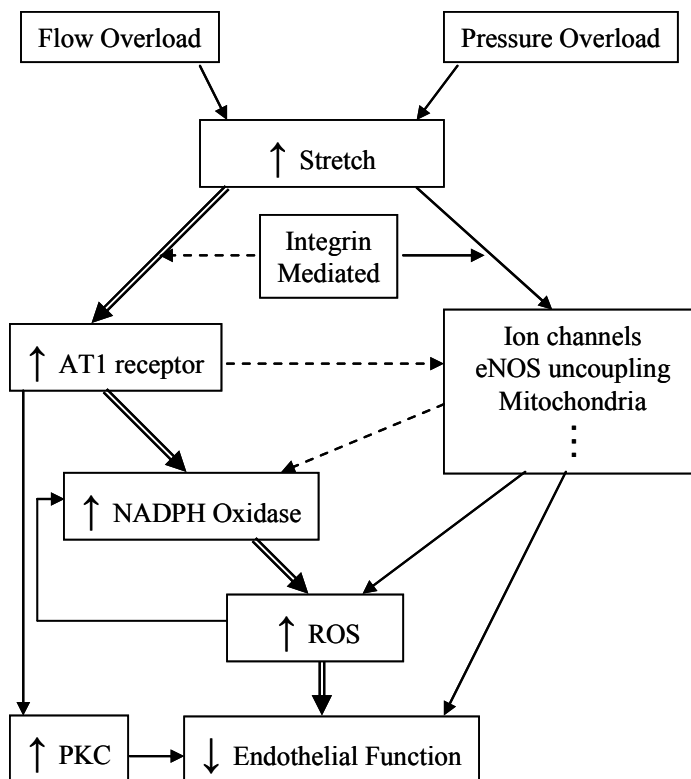 Flow Overload
Pressure Overload
↑ Stretch
Integrin
Mediated
↑ AT1 receptor
Ion channels
eNOS uncoupling
Mitochondria
⋮
↑ NADPH Oxidase
↑ ROS
↑ PKC
↓ Endothelial Function